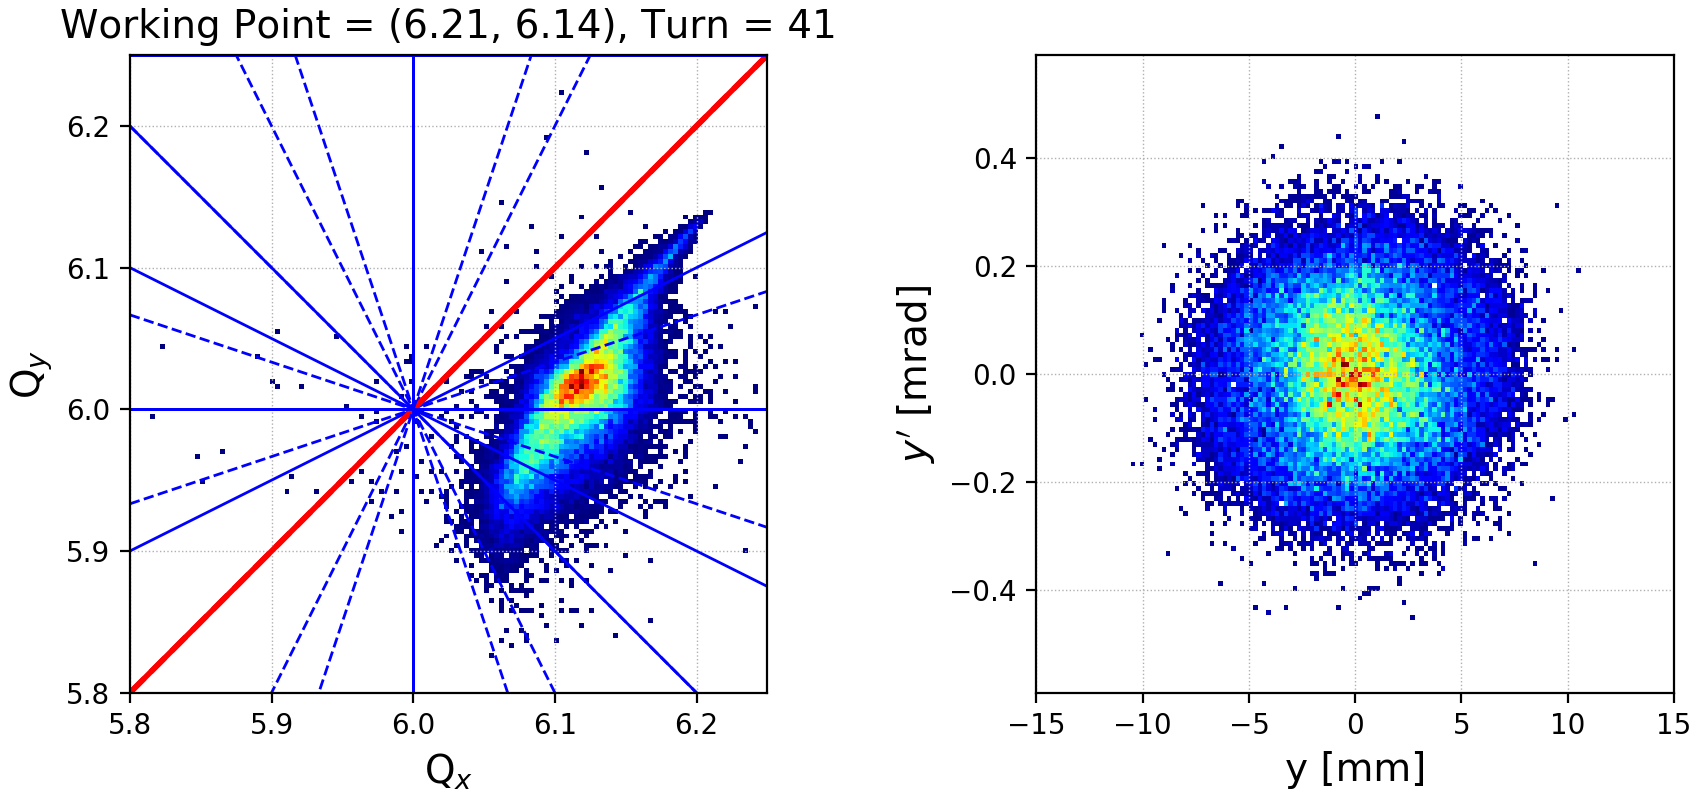 Working Point = (6.21, 6.14), Turn = 41
6.2
6.1
6.0
5.9
5.8
Q_y
5.8 5.9 6.0 6.1 6.2
Q_x
0.4
0.2
0.0
−0.2
−0.4
y′ [mrad]
−15 −10 −5 0 5 10 15
y [mm]